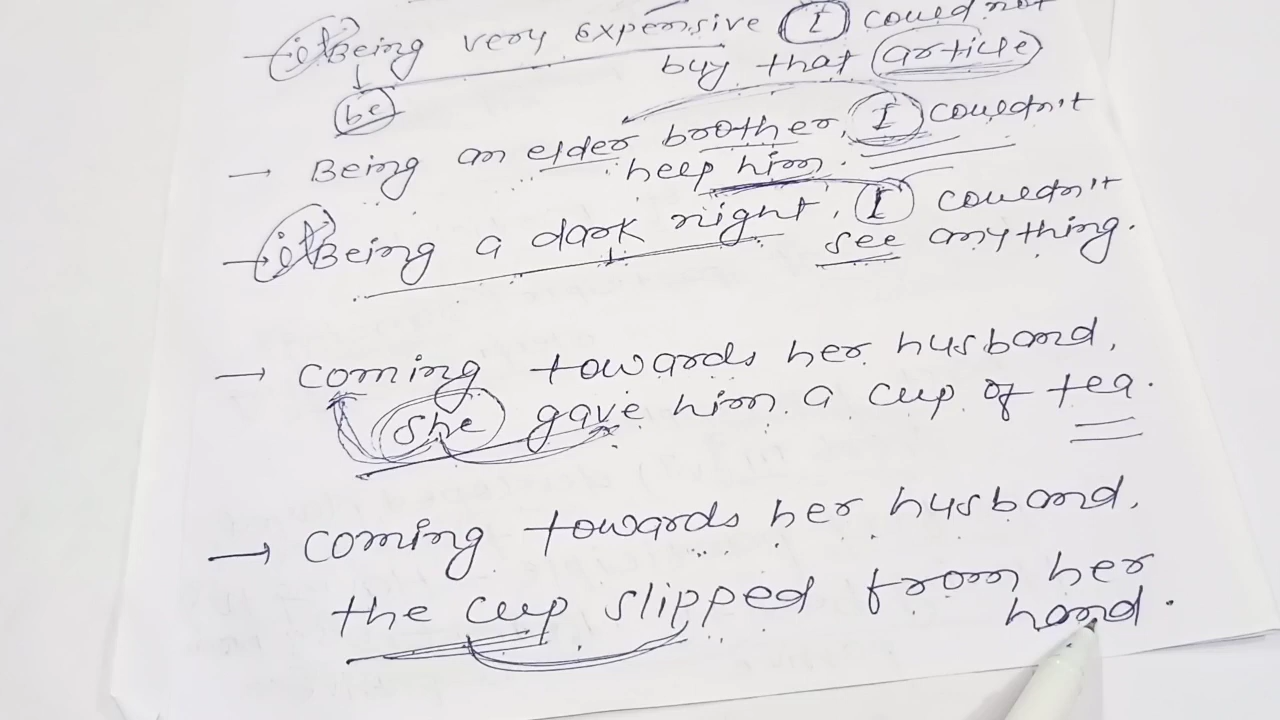 → it Being very expensive I could not
buy that article
be
→ Being an elder brother, I couldn't
help him.
→ it Being a dark night, I couldn't
see anything.
→ Coming towards her husband,
she gave him a cup of tea.
→ Coming towards her husband,
the cup slipped from her
hand.